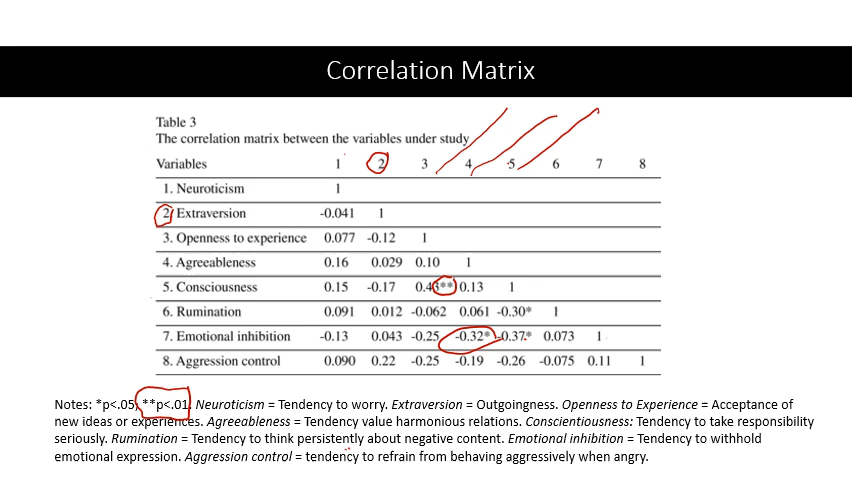 Correlation Matrix
Table 3
The correlation matrix between the variables under study
Variables 1 2 3 4 5 6 7 8
1. Neuroticism 1
2. Extraversion -0.041 1
3. Openness to experience 0.077 -0.12 1
4. Agreeableness 0.16 0.029 0.10 1
5. Consciousness 0.15 -0.17 0.43** 0.13 1
6. Rumination 0.091 0.012 -0.062 0.061 -0.30* 1
7. Emotional inhibition -0.13 0.043 -0.25 -0.32* -0.37* 0.073 1
8. Aggression control 0.090 0.22 -0.25 -0.19 -0.26 -0.075 0.11 1
Notes: *p<.05, **p<.01. Neuroticism = Tendency to worry. Extraversion = Outgoingness. Openness to Experience = Acceptance of
new ideas or experiences. Agreeableness = Tendency value harmonious relations. Conscientiousness: Tendency to take responsibility
seriously. Rumination = Tendency to think persistently about negative content. Emotional inhibition = Tendency to withhold
emotional expression. Aggression control = tendency to refrain from behaving aggressively when angry.